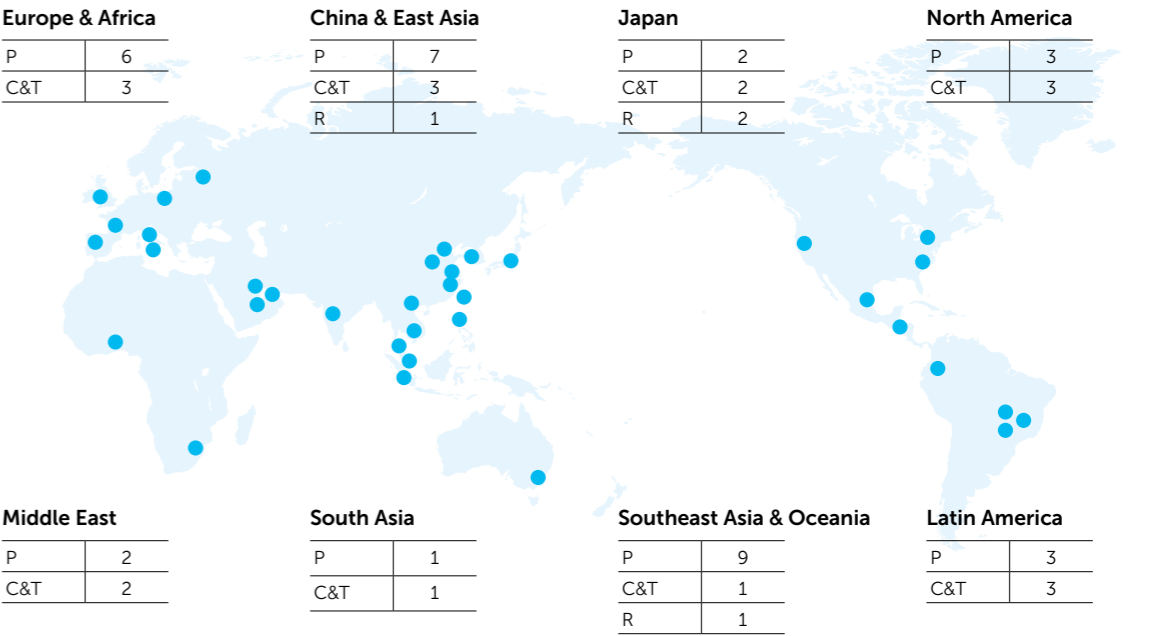 Europe & Africa
P 6
C&T 3
China & East Asia
P 7
C&T 3
R 1
Japan
P 2
C&T 2
R 2
North America
P 3
C&T 3
Middle East
P 2
C&T 2
South Asia
P 1
C&T 1
Southeast Asia & Oceania
P 9
C&T 1
R 1
Latin America
P 3
C&T 3